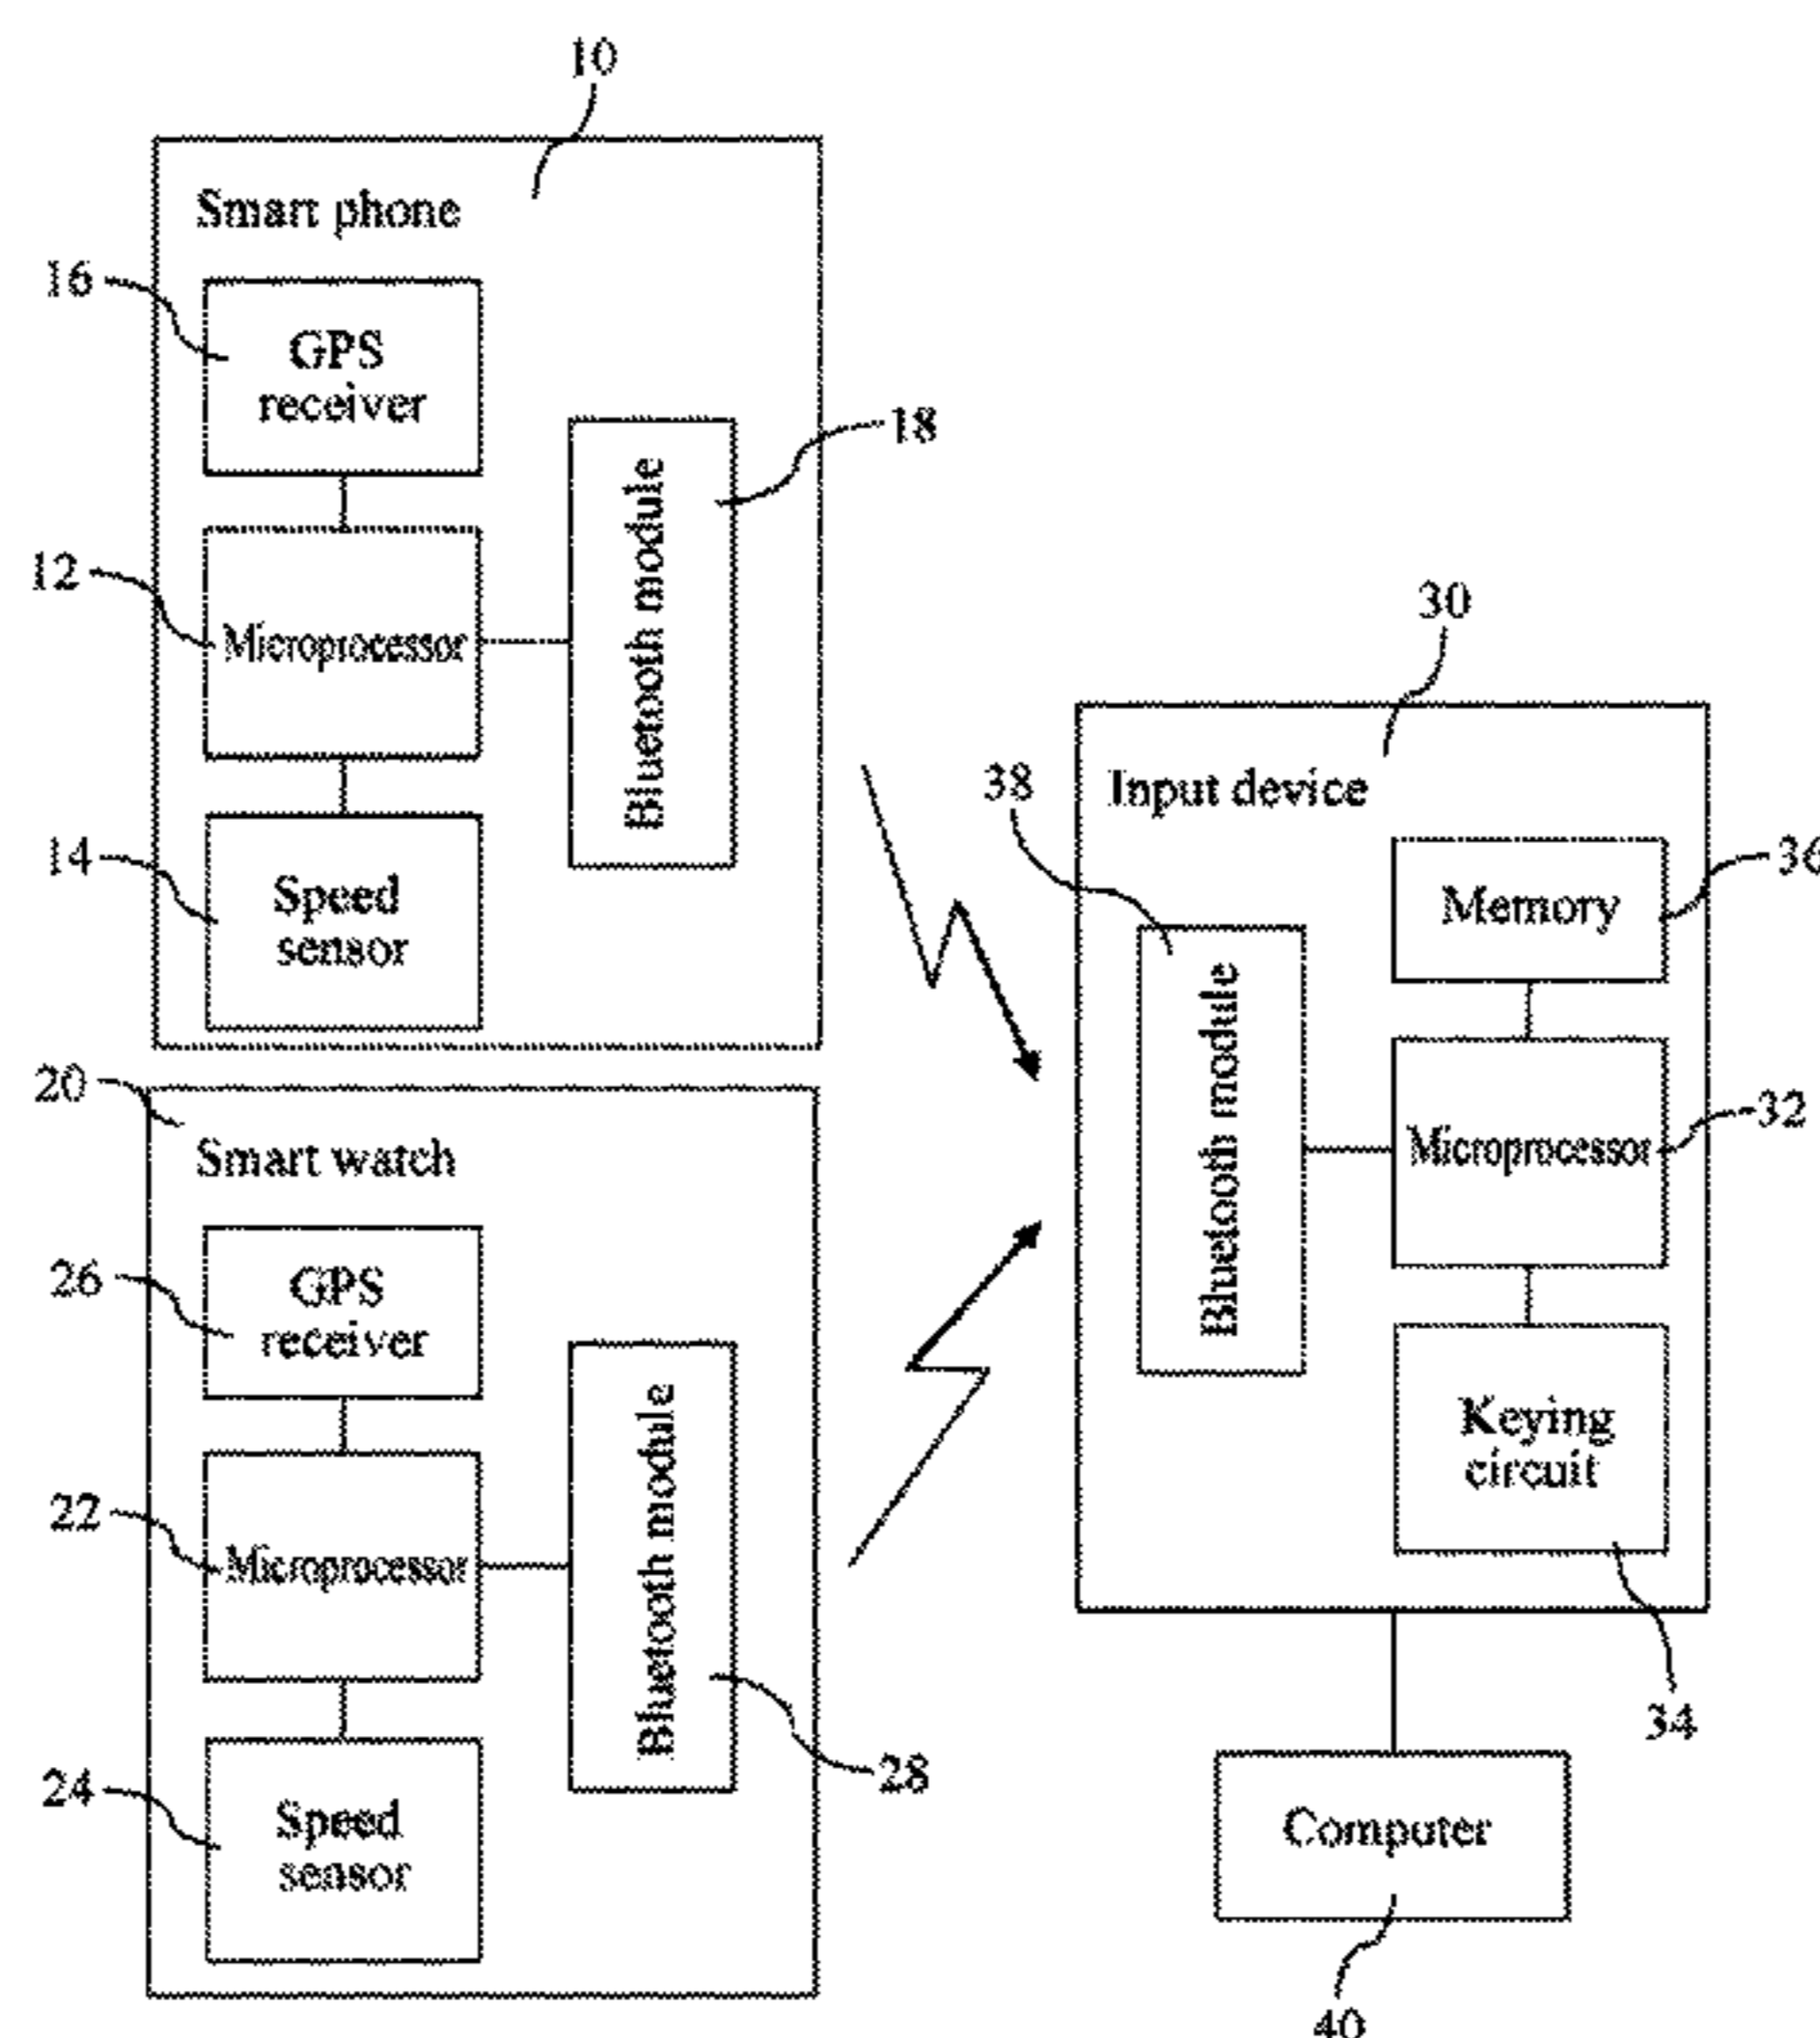 10
Smart phone
16
GPS
receiver
18
Bluetooth module
12
Microprocessor
14
Speed
sensor
20
Smart watch
26
GPS
receiver
22
Microprocessor
Bluetooth module
28
24
Speed
sensor
30
Input device
38
Memory
36
Bluetooth module
Microprocessor
32
Keying
circuit
34
Computer
40